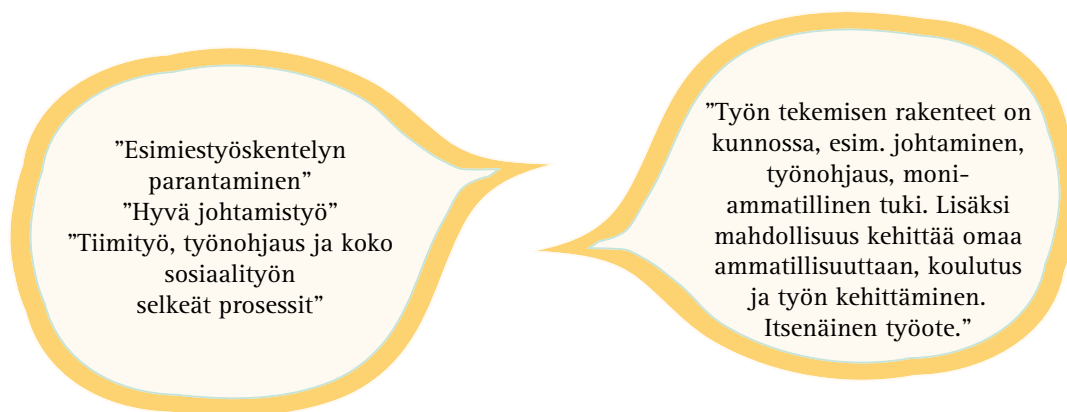 ”Esimiestyöskentelyn
parantaminen”
”Hyvä johtamistyö”
”Tiimityö, työnohjaus ja koko
sosiaalityön
selkeät prosessit”
”Työn tekemisen rakenteet on
kunnossa, esim. johtaminen,
työnohjaus, moni-
ammatillinen tuki. Lisäksi
mahdollisuus kehittää omaa
ammatillisuuttaan, koulutus
ja työn kehittäminen.
Itsenäinen työote.”